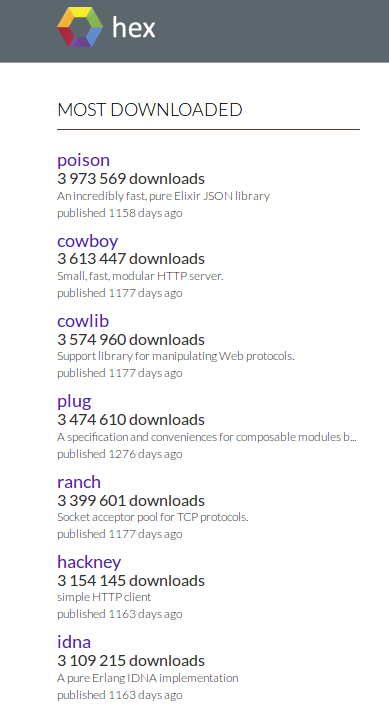 hex
MOST DOWNLOADED
poison
3 973 569 downloads
An incredibly fast, pure Elixir JSON library
published 1158 days ago
cowboy
3 613 447 downloads
Small, fast, modular HTTP server.
published 1177 days ago
cowlib
3 574 960 downloads
Support library for manipulating Web protocols.
published 1177 days ago
plug
3 474 610 downloads
A specification and conveniences for composable modules b...
published 1276 days ago
ranch
3 399 601 downloads
Socket acceptor pool for TCP protocols.
published 1177 days ago
hackney
3 154 145 downloads
simple HTTP client
published 1163 days ago
idna
3 109 215 downloads
A pure Erlang IDNA implementation
published 1163 days ago